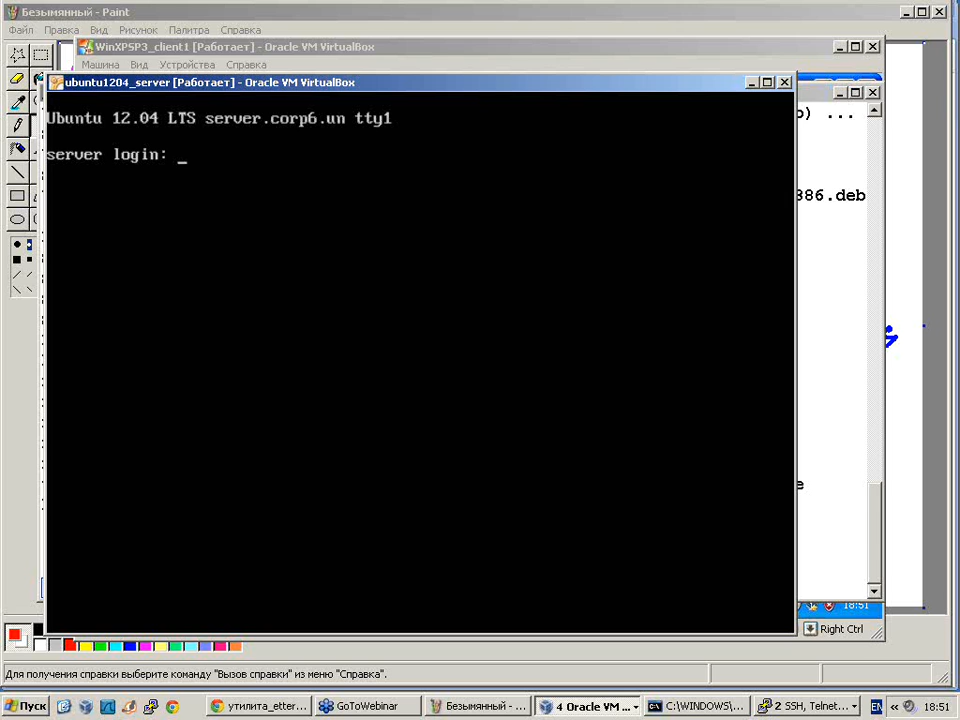 Безымянный - Paint
Файл Правка Вид Рисунок Палитра Справка
WinXPSP3_client1 [Работает] - Oracle VM VirtualBox
Машина Вид Устройства Справка
ubuntu1204_server [Работает] - Oracle VM VirtualBox
Ubuntu 12.04 LTS server.corp6.un tty1
b) ...
server login: _
386.deb
e
18:51
Right Ctrl
Для получения справки выберите команду "Вызов справки" из меню "Справка".
Пуск
утилита_etter...
GoToWebinar
Безымянный - ...
4 Oracle VM ...
C:\WINDOWS\...
2 SSH, Telnet...
EN
«
18:51